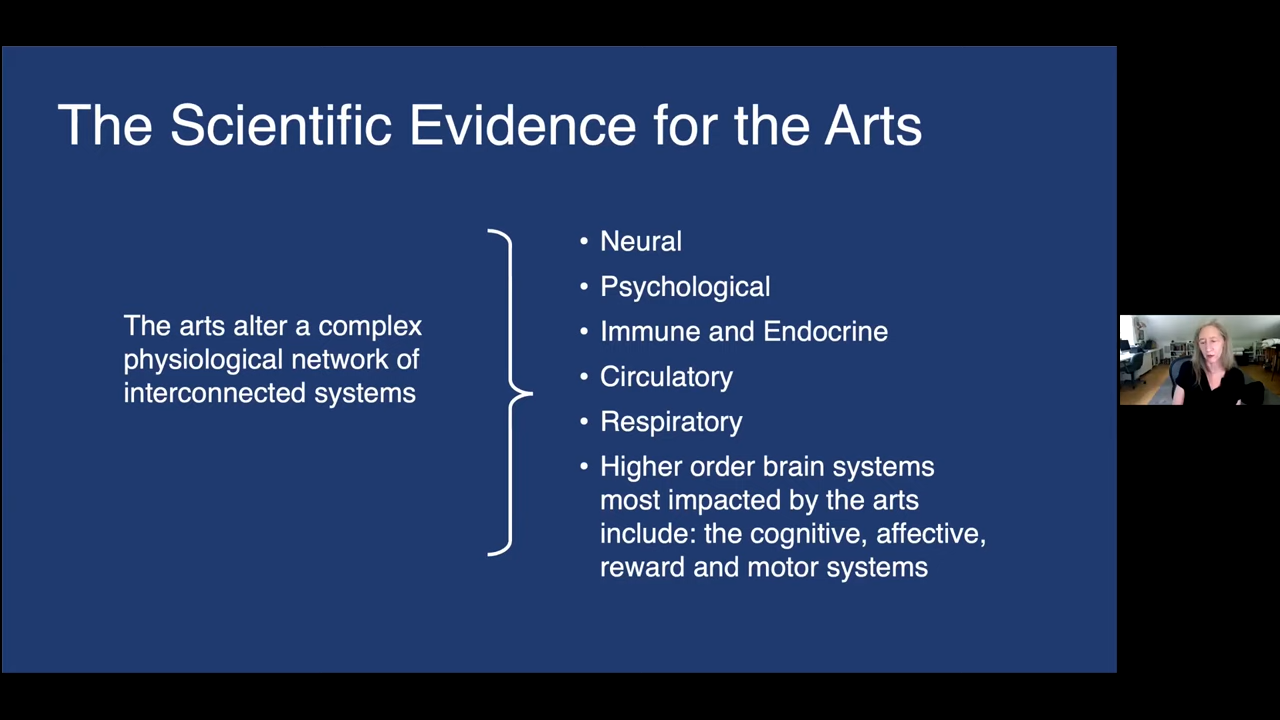 The Scientific Evidence for the Arts
The arts alter a complex
physiological network of
interconnected systems
• Neural
• Psychological
• Immune and Endocrine
• Circulatory
• Respiratory
• Higher order brain systems
most impacted by the arts
include: the cognitive, affective,
reward and motor systems